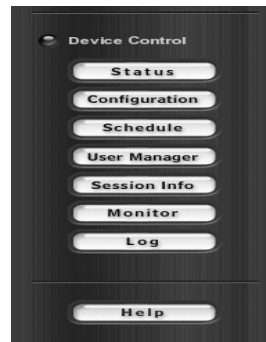 Device Control
Status
Configuration
Schedule
User Manager
Session Info
Monitor
Log
Help